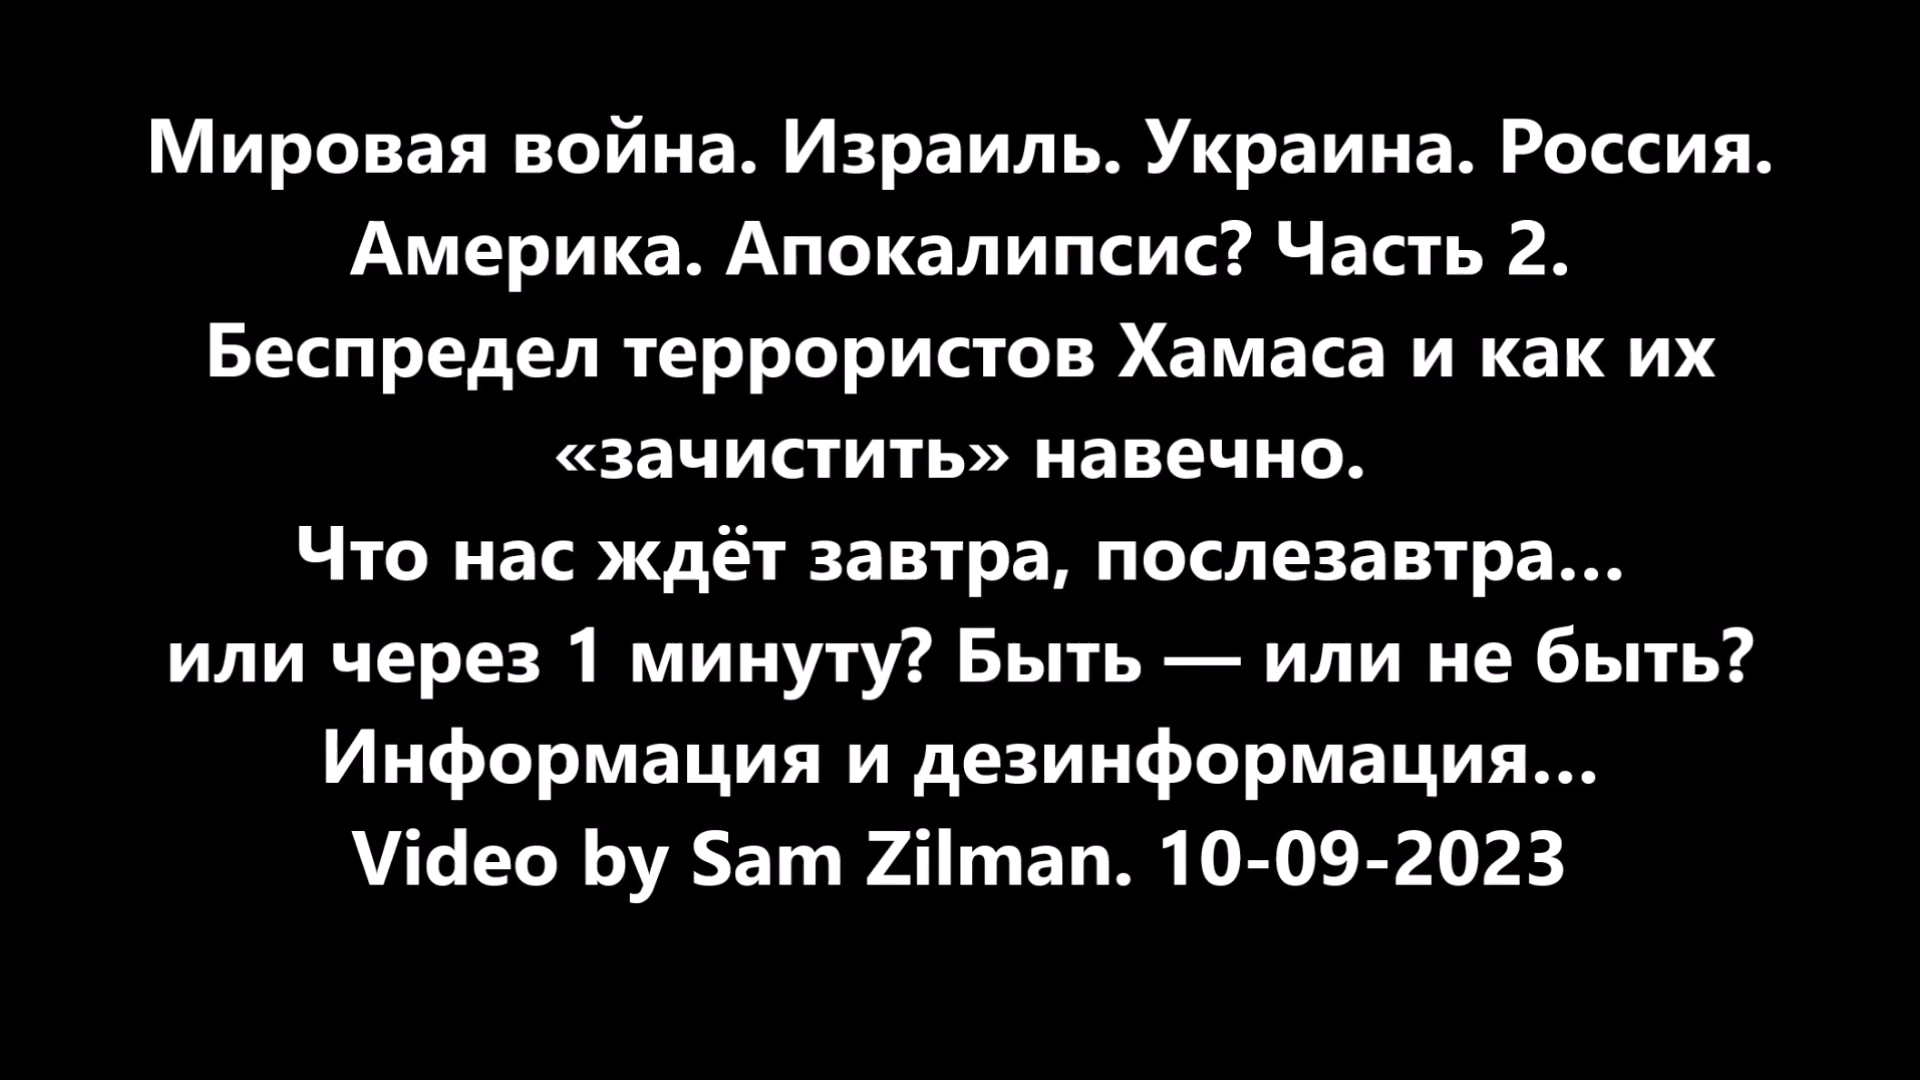 Мировая война. Израиль. Украина. Россия.
Америка. Апокалипсис? Часть 2.
Беспредел террористов Хамаса и как их
«зачистить» навечно.
Что нас ждёт завтра, послезавтра...
или через 1 минуту? Быть — или не быть?
Информация и дезинформация...
Video by Sam Zilman. 10-09-2023